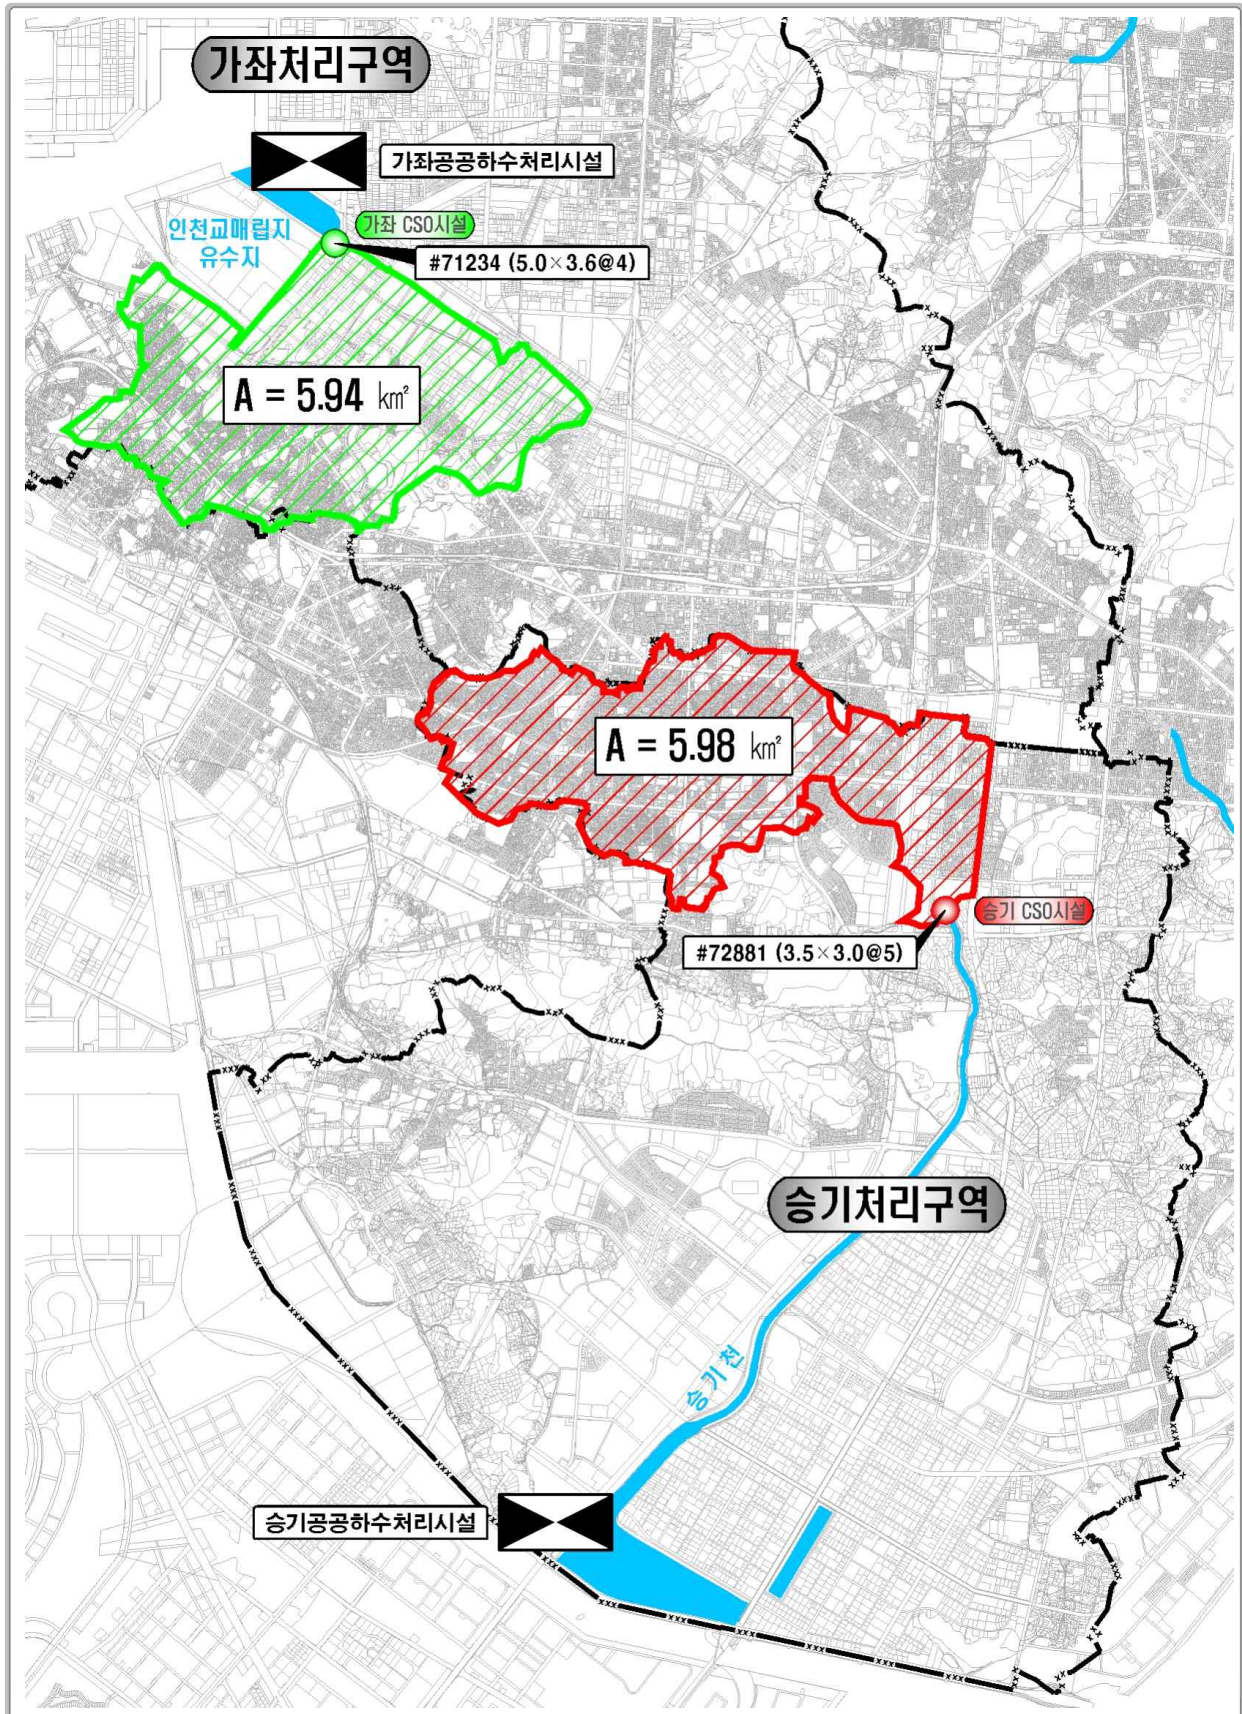 가좌처리구역
가좌공공하수처리시설
가좌 CSO시설
인천교매립지
유수지
#71234 (5.0×3.6@4)
A = 5.94 km²
A = 5.98 km²
승기 CSO시설
#72881 (3.5×3.0@5)
승기처리구역
승기천
승기공공하수처리시설